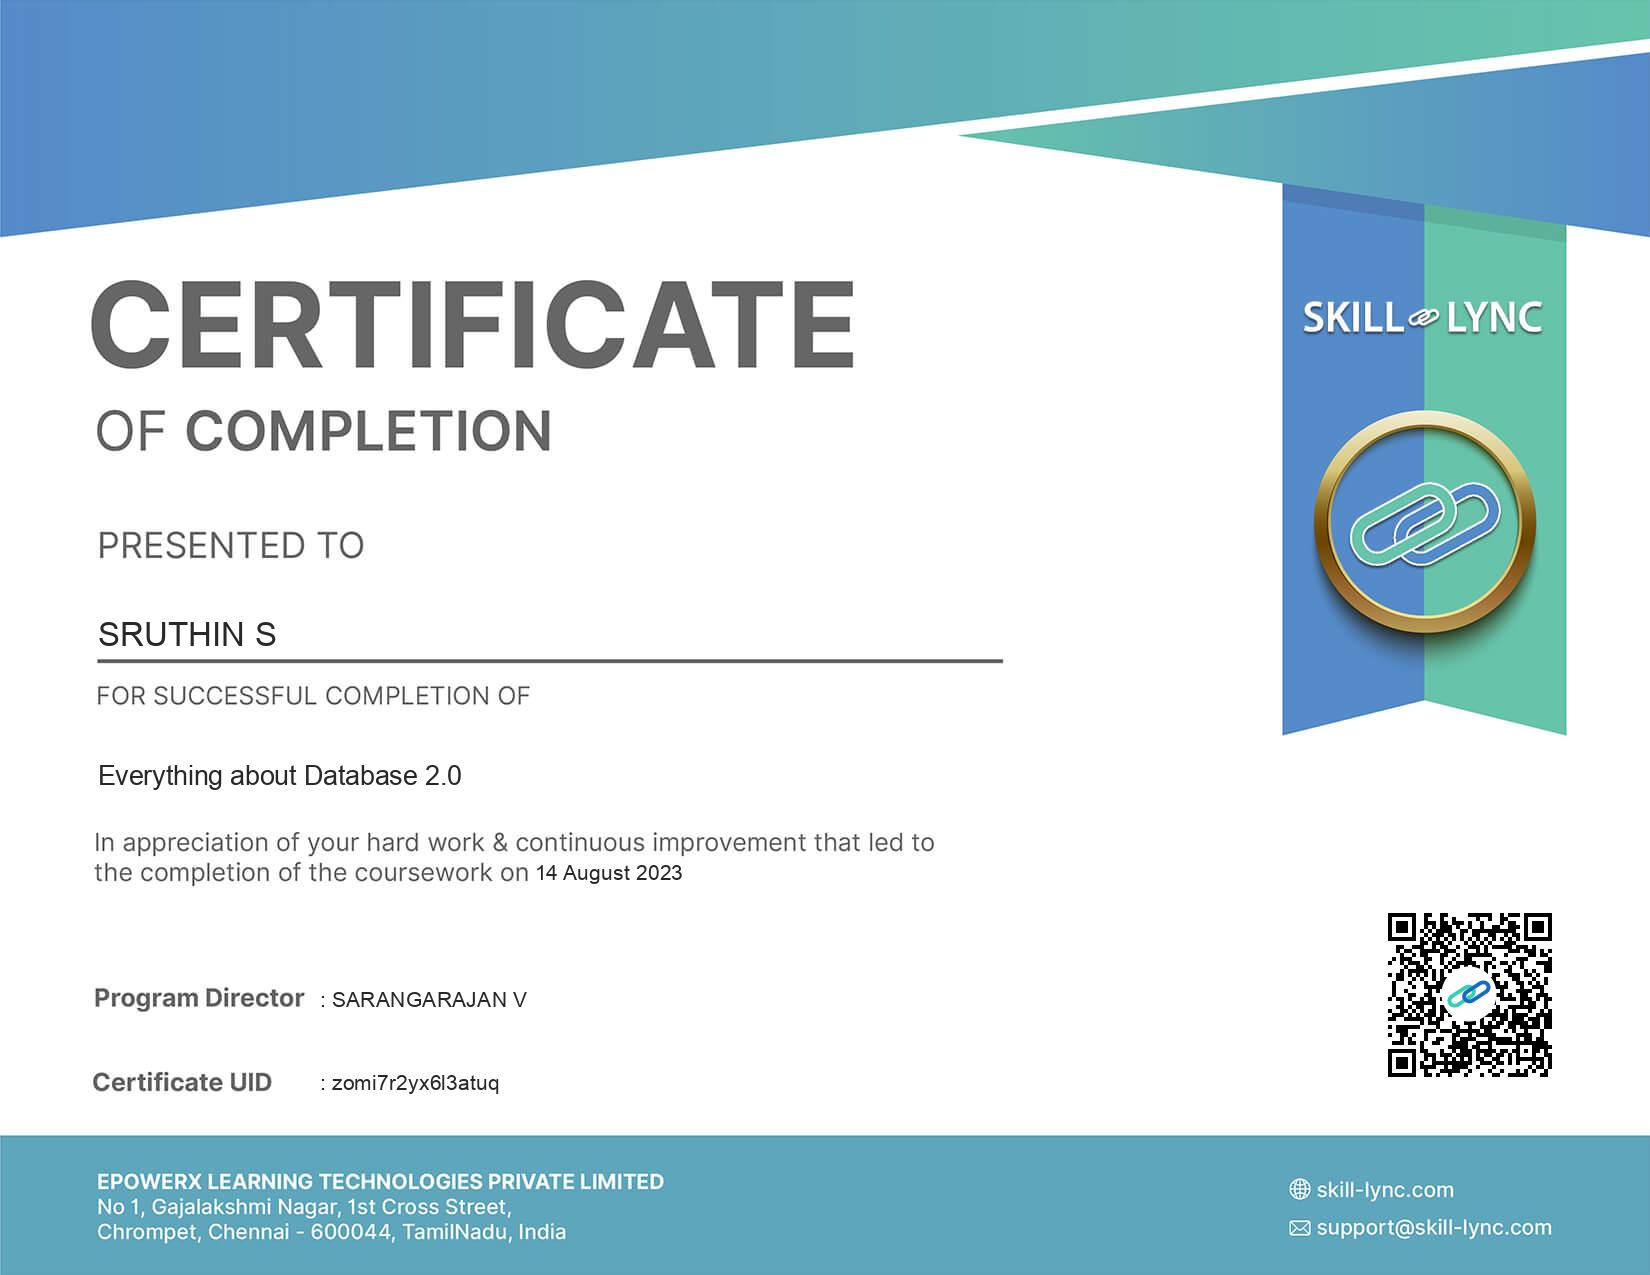 CERTIFICATE
OF COMPLETION
SKILL LYNC
PRESENTED TO
SRUTHIN S
FOR SUCCESSFUL COMPLETION OF
Everything about Database 2.0
In appreciation of your hard work & continuous improvement that led to
the completion of the coursework on 14 August 2023
Program Director : SARANGARAJAN V
Certificate UID : zomi7r2yx6l3atuq
EPOWERX LEARNING TECHNOLOGIES PRIVATE LIMITED
No 1, Gajalakshmi Nagar, 1st Cross Street,
Chrompet, Chennai - 600044, TamilNadu, India
skill-lync.com
support@skill-lync.com